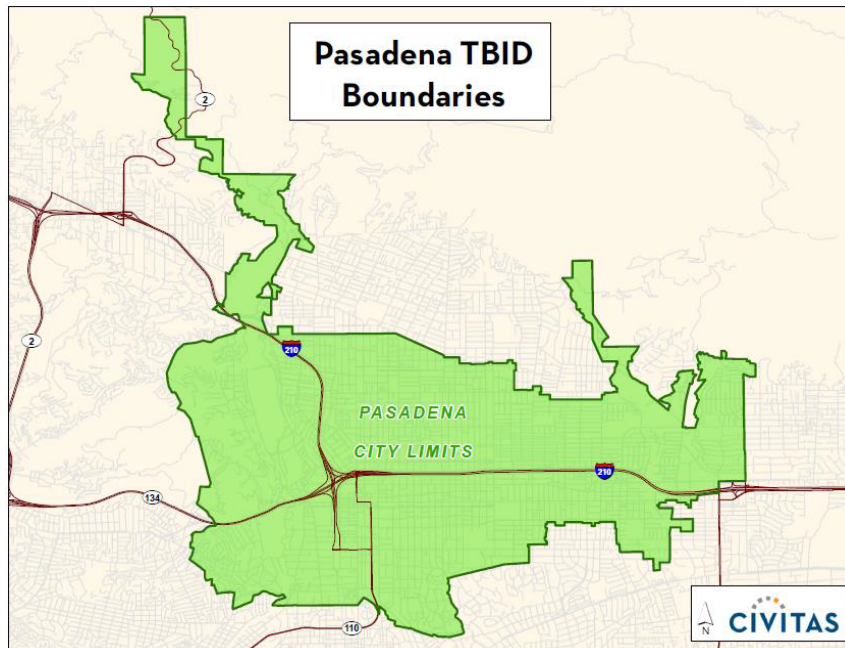 Pasadena TBID
Boundaries
2
2
210
PASADENA
CITY LIMITS
210
134
110
N
CIVITAS